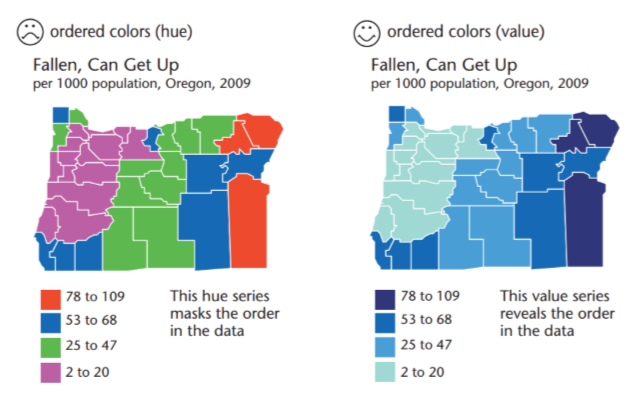 ordered colors (hue)
Fallen, Can Get Up
per 1000 population, Oregon, 2009
78 to 109
53 to 68
25 to 47
2 to 20
This hue series
masks the order
in the data
ordered colors (value)
Fallen, Can Get Up
per 1000 population, Oregon, 2009
78 to 109
53 to 68
25 to 47
2 to 20
This value series
reveals the order
in the data